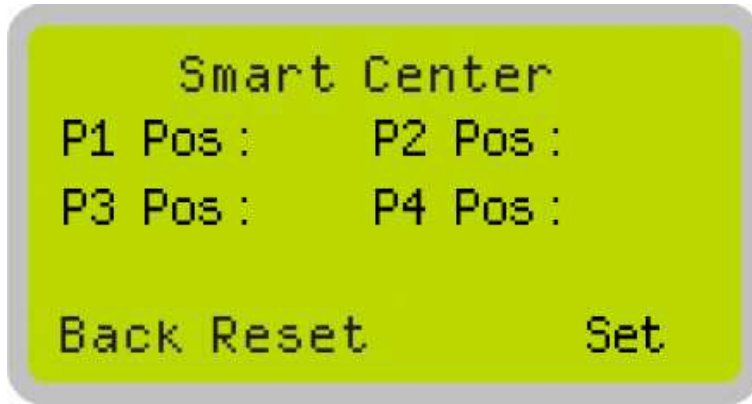 Smart Center
P1 Pos: P2 Pos:
P3 Pos: P4 Pos:
Back Reset Set